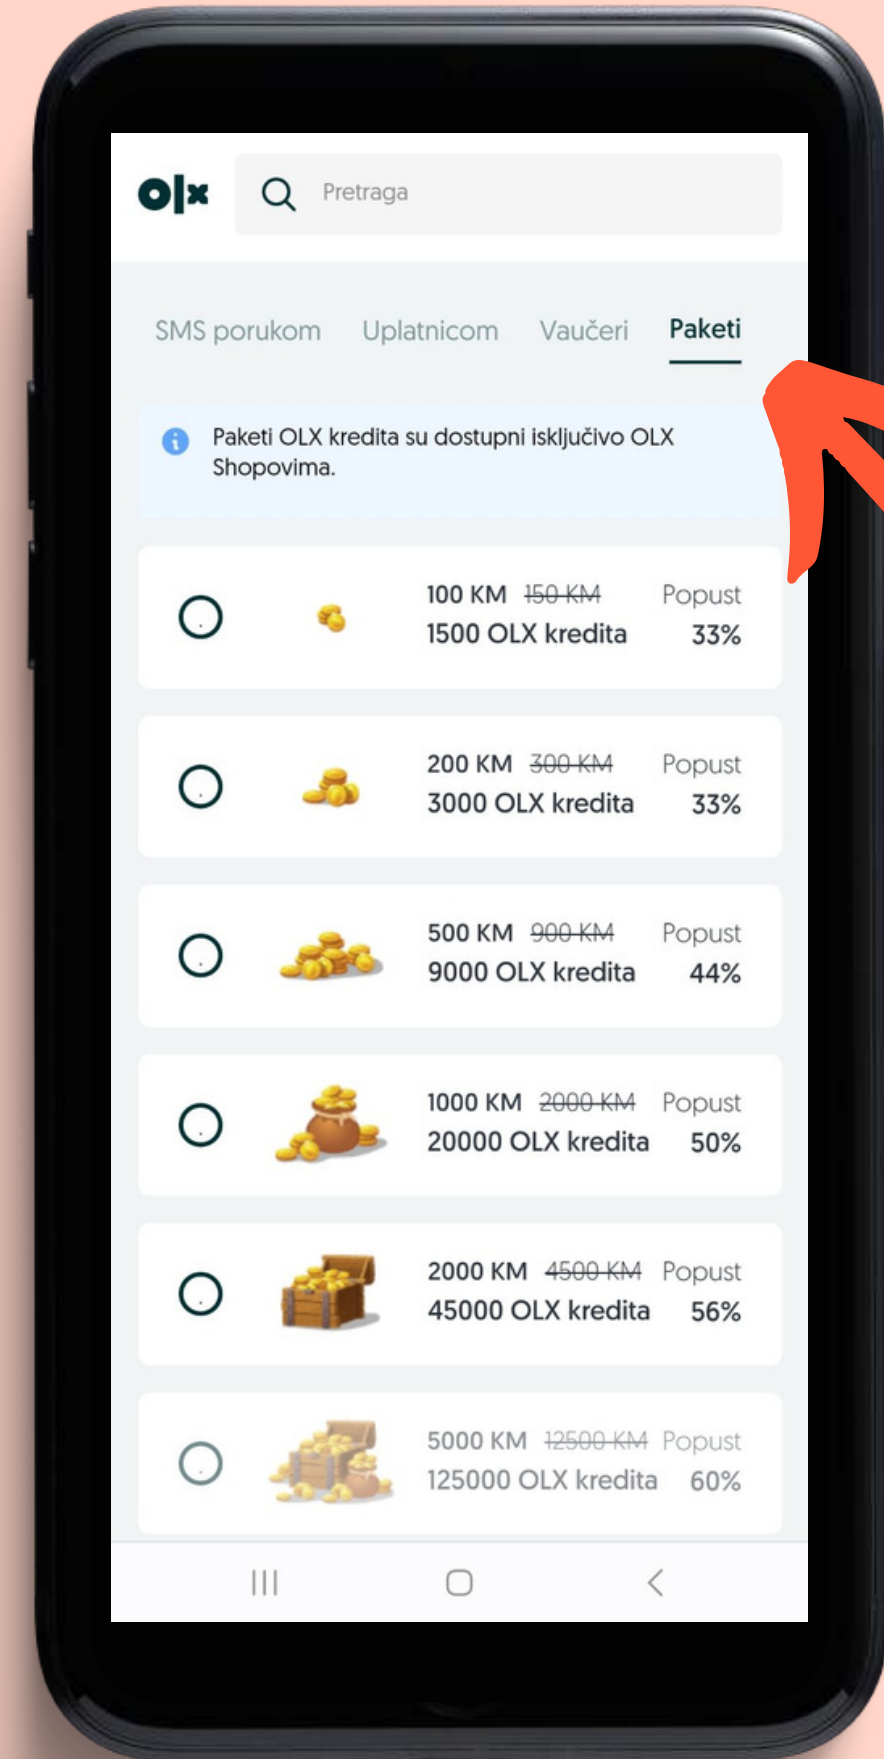 olx
Pretraga
SMS porukom Uplatnicom Vaučeri Paketi
Paketi OLX kredita su dostupni isključivo OLX
Shopovima.
100 KM 150 KM Popust
1500 OLX kredita 33%
200 KM 300 KM Popust
3000 OLX kredita 33%
500 KM 900 KM Popust
9000 OLX kredita 44%
1000 KM 2000 KM Popust
20000 OLX kredita 50%
2000 KM 4500 KM Popust
45000 OLX kredita 56%
5000 KM 12500 KM Popust
125000 OLX kredita 60%